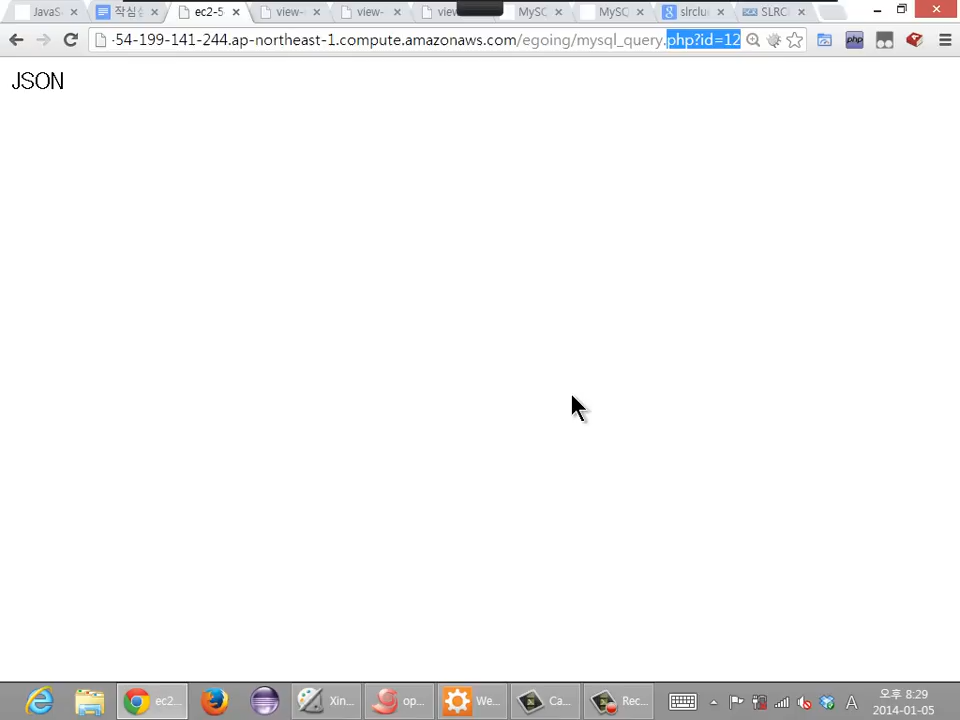 JavaS
작심
ec2-5
view-
view-
view
MySC
MySC
slrclu
SLRC
-54-199-141-244.ap-northeast-1.compute.amazonaws.com/egoing/mysql_query.php?id=12
php
JSON
ec2...
Xin...
op...
We...
Ca...
Rec...
A
오후 8:29
2014-01-05